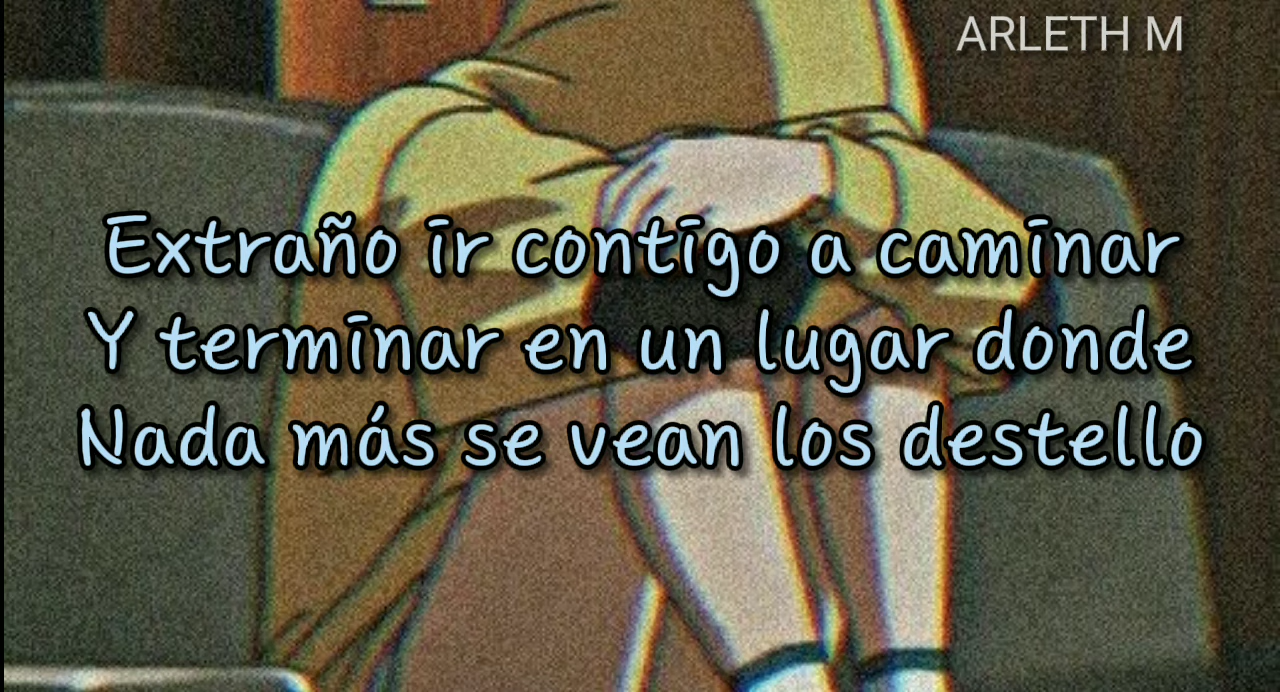 ARLETH M
Extraño ir contigo a caminar
Y terminar en un lugar donde
Nada más se vean los destello